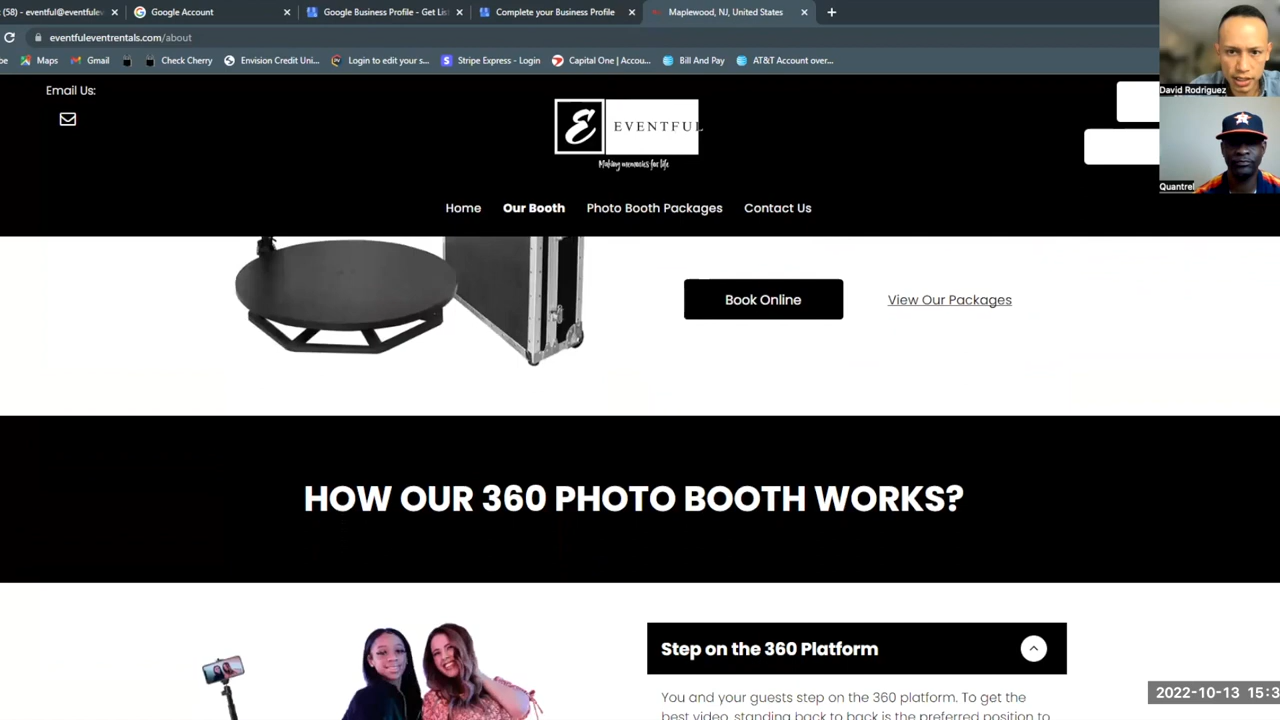 (58) - eventful@eventful
Google Account
Google Business Profile - Get Lis
Complete your Business Profile
Maplewood, NJ, United States
eventfuleventrentals.com/about
Maps
Gmail
Check Cherry
Envision Credit Uni...
Login to edit your s...
Stripe Express - Login
Capital One | Accou...
Bill And Pay
AT&T Account over...
David Rodriguez
Quantrel
Email Us:
E EVENTFUL
Making memories for life
Home
Our Booth
Photo Booth Packages
Contact Us
Book Online
View Our Packages
HOW OUR 360 PHOTO BOOTH WORKS?
Step on the 360 Platform
You and your guests step on the 360 platform. To get the
best video, standing back to back is the preferred position to
2022-10-13 15:3